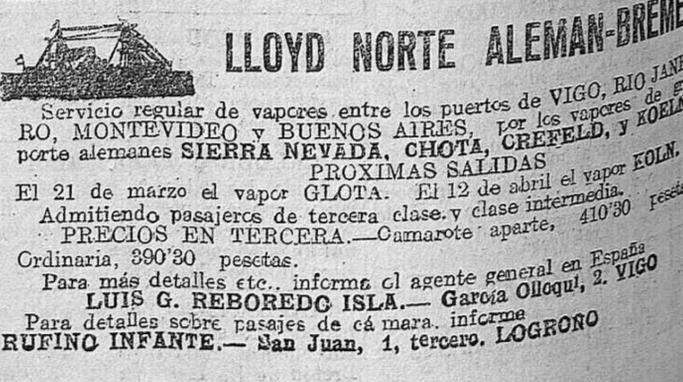 LLOYD NORTE ALEMAN-BREME
Servicio regular de vapores entre los puertos de VIGO, RIO JANE
RO, MONTEVIDEO y BUENOS AIRES, por los vapores de g
porte alemanes SIERRA NEVADA, CHOTA, CREFELD, y KOELN
PROXIMAS SALIDAS
El 21 de marzo el vapor GLOTA. El 12 de abril el vapor KOLN.
Admitiendo pasajeros de tercera clase y clase intermedia.
PRECIOS EN TERCERA.—Camarote aparte, 410'30 peseta
Ordinaria, 390'30 pesetas.
Para más detalles etc.. informa el agente general en España
LUIS G. REBOREDO ISLA.— García Olloqui, 2. VIGO
Para detalles sobre pasajes de cá mara. informe
RUFINO INFANTE.— San Juan, 1, tercero. LOGROÑO